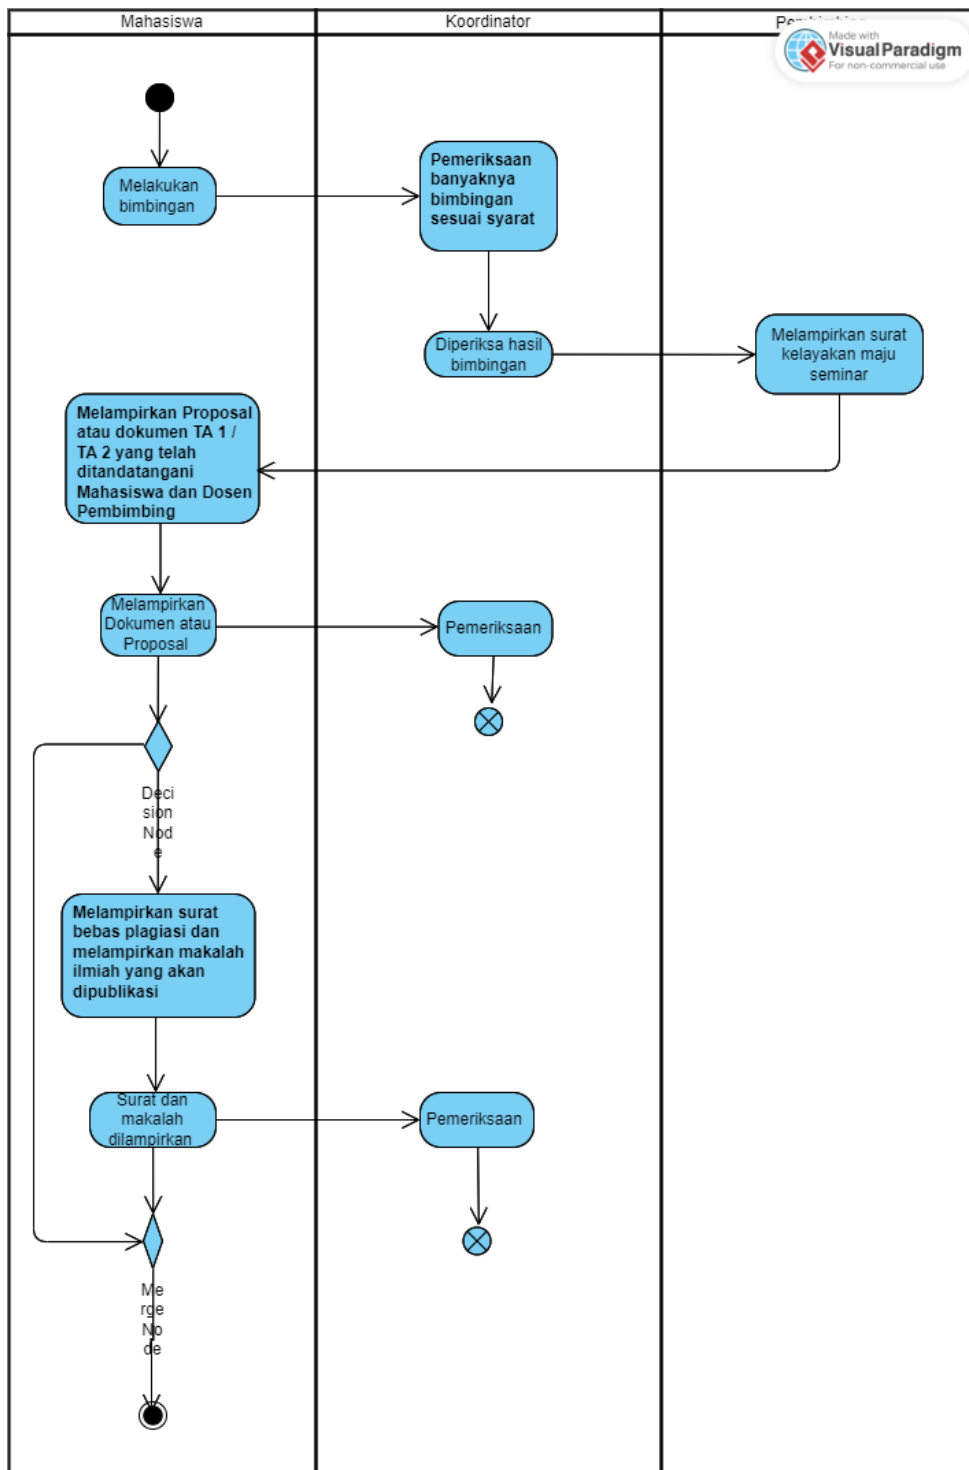 Mahasiswa
Koordinator
Pembimbing
Made with
Visual Paradigm
For non-commercial use
Melakukan
bimbingan
Pemeriksaan
banyaknya
bimbingan
sesuai syarat
Diperiksa hasil
bimbingan
Melampirkan surat
kelayakan maju
seminar
Melampirkan Proposal
atau dokumen TA 1 /
TA 2 yang telah
ditandatangani
Mahasiswa dan Dosen
Pembimbing
Melampirkan
Dokumen atau
Proposal
Pemeriksaan
Deci
sion
Nod
e
Melampirkan surat
bebas plagiasi dan
melampirkan makalah
ilmiah yang akan
dipublikasi
Surat dan
makalah
dilampirkan
Pemeriksaan
Me
rge
No
de